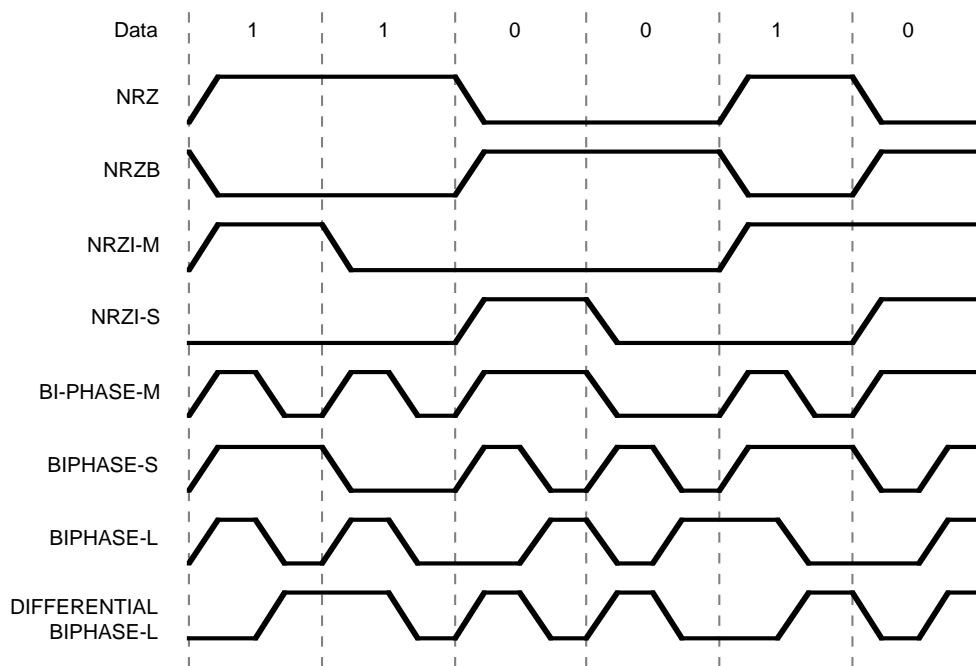 Data 1 1 0 0 1 0
NRZ
NRZB
NRZI-M
NRZI-S
BI-PHASE-M
BIPHASE-S
BIPHASE-L
DIFFERENTIAL
BIPHASE-L